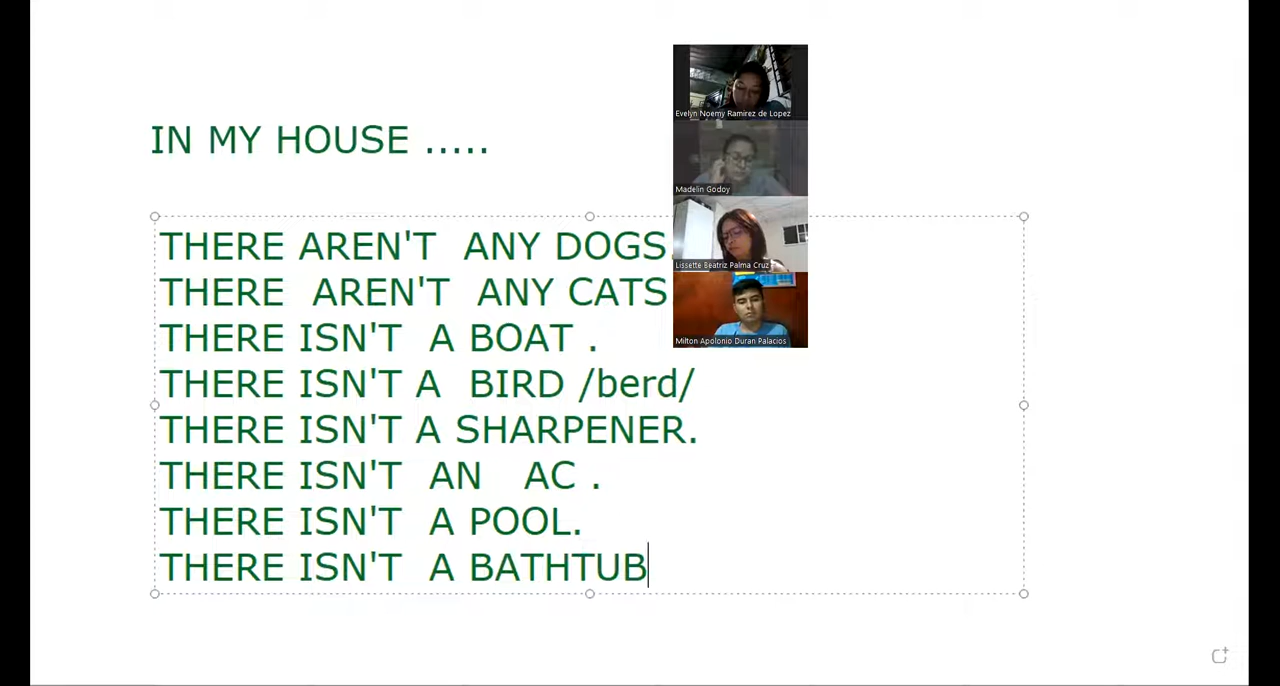 IN MY HOUSE .....
THERE AREN'T ANY DOGS.
THERE AREN'T ANY CATS
THERE ISN'T A BOAT .
THERE ISN'T A BIRD /berd/
THERE ISN'T A SHARPENER.
THERE ISN'T AN AC .
THERE ISN'T A POOL.
THERE ISN'T A BATHTUB
Evelyn Noemy Ramirez de Lopez
Madelin Godoy
Lissette Beatriz Palma Cruz
Milton Apolonio Duran Palacios